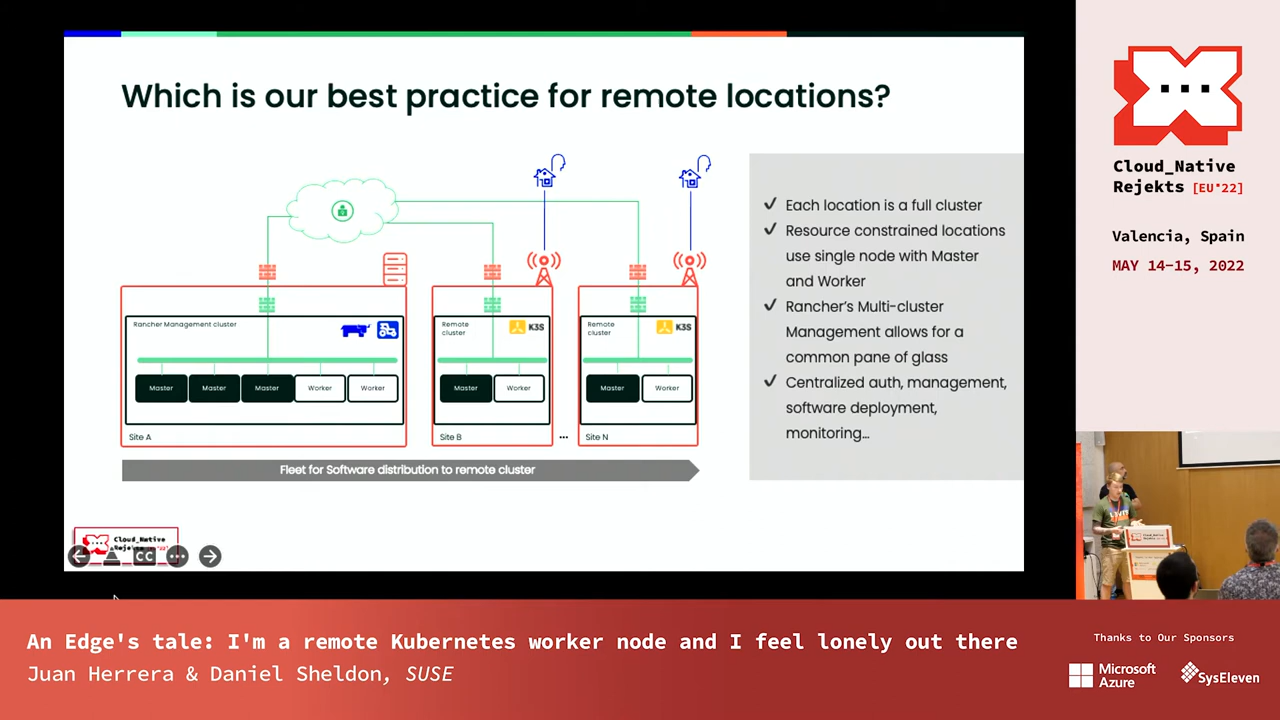 Which is our best practice for remote locations?
Rancher Management cluster
Master
Master
Master
Worker
Worker
Site A
Remote
cluster
K3S
Master
Worker
Site B
...
Remote
cluster
K3S
Master
Worker
Site N
Fleet for Software distribution to remote cluster
✓ Each location is a full cluster
✓ Resource constrained locations
use single node with Master
and Worker
✓ Rancher's Multi-cluster
Management allows for a
common pane of glass
✓ Centralized auth, management,
software deployment,
monitoring...
Cloud_Native
Rejekts
CC
Cloud_Native
Rejekts [EU*22]
Valencia, Spain
MAY 14-15, 2022
An Edge's tale: I'm a remote Kubernetes worker node and I feel lonely out there
Juan Herrera & Daniel Sheldon, SUSE
Thanks to Our Sponsors
Microsoft
Azure
SysEleven